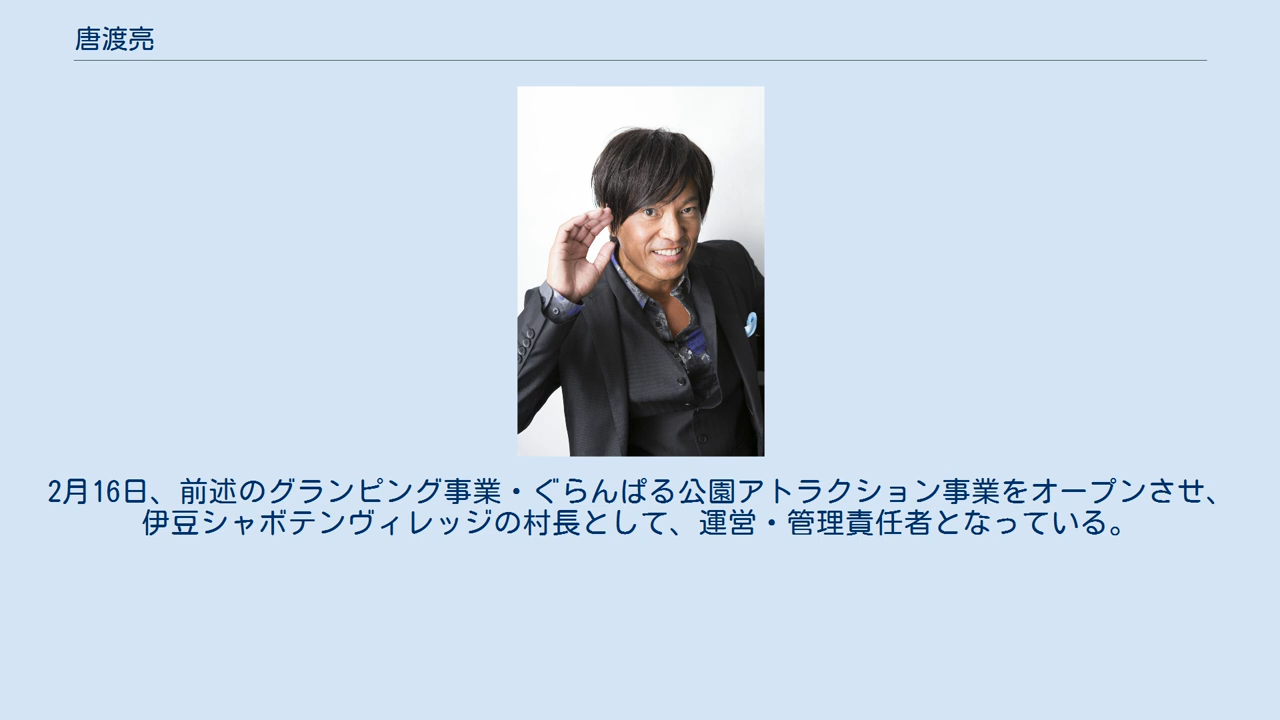 唐渡亮
2月16日、前述のグランピング事業・ぐらんぱる公園アトラクション事業をオープンさせ、
伊豆シャボテンヴィレッジの村長として、運営・管理責任者となっている。